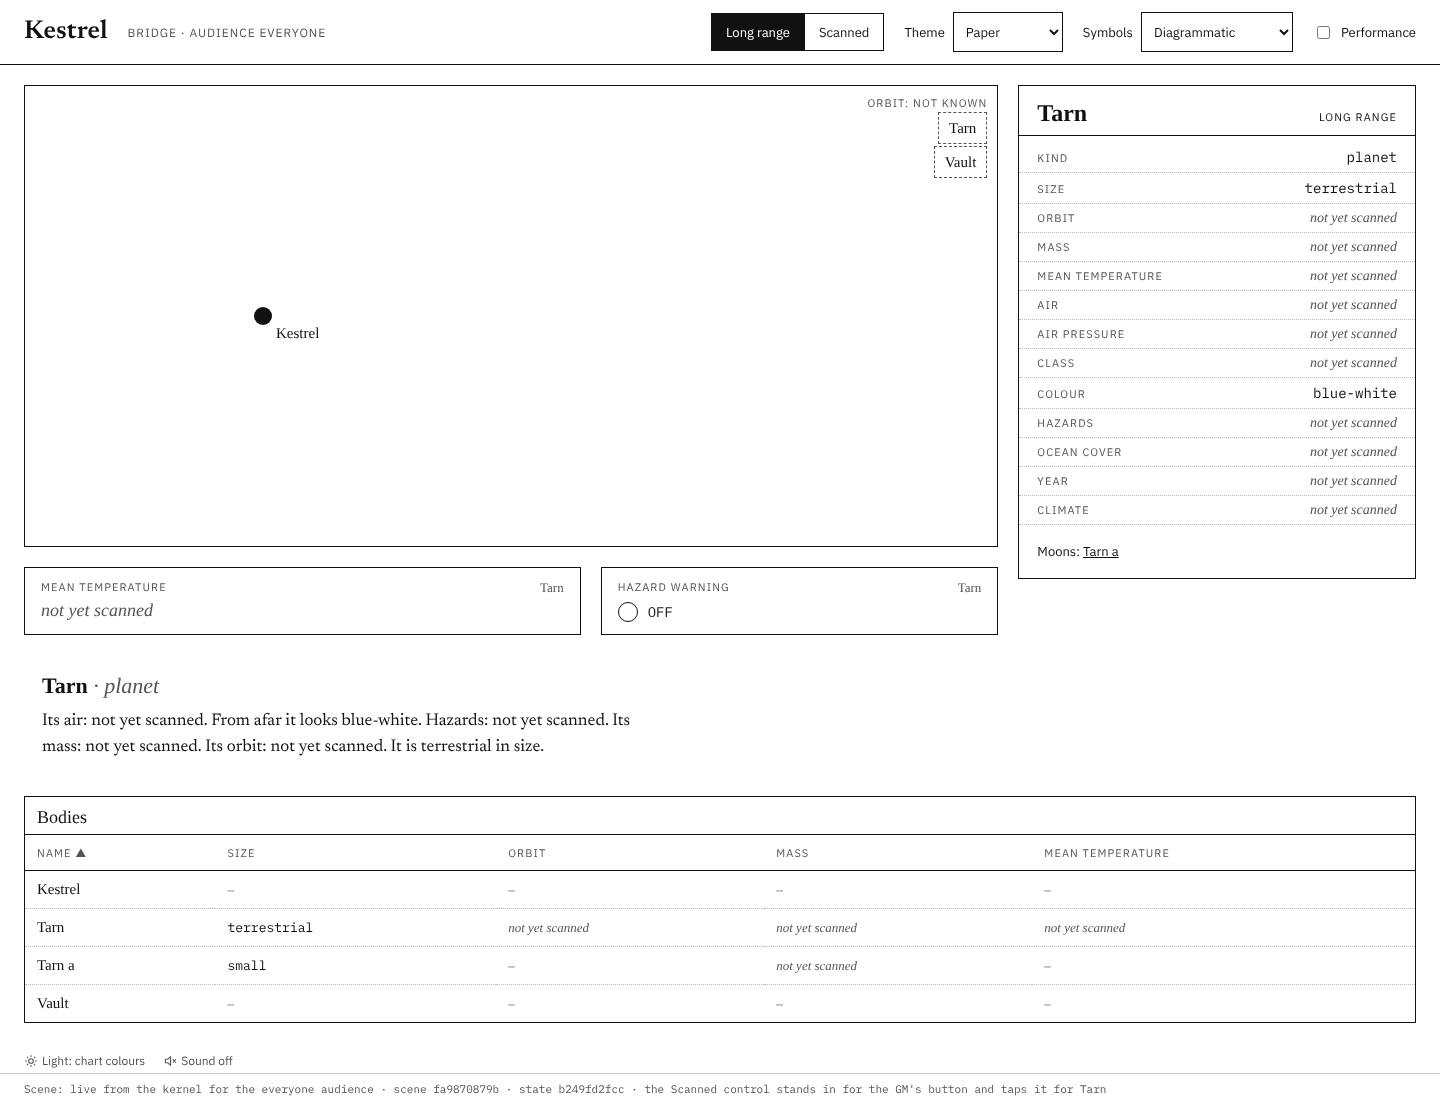 Kestrel
BRIDGE · AUDIENCE EVERYONE
Long range
Scanned
Theme
Paper
Symbols
Diagrammatic
Performance
ORBIT: NOT KNOWN
Tarn
Vault
Kestrel
Tarn
LONG RANGE
KIND planet
SIZE terrestrial
ORBIT not yet scanned
MASS not yet scanned
MEAN TEMPERATURE not yet scanned
AIR not yet scanned
AIR PRESSURE not yet scanned
CLASS not yet scanned
COLOUR blue-white
HAZARDS not yet scanned
OCEAN COVER not yet scanned
YEAR not yet scanned
CLIMATE not yet scanned
Moons: Tarn a
MEAN TEMPERATURE Tarn
not yet scanned
HAZARD WARNING Tarn
OFF
Tarn · planet
Its air: not yet scanned. From afar it looks blue-white. Hazards: not yet scanned. Its
mass: not yet scanned. Its orbit: not yet scanned. It is terrestrial in size.
Bodies
NAME ▲ SIZE ORBIT MASS MEAN TEMPERATURE
Kestrel – – – –
Tarn terrestrial not yet scanned not yet scanned not yet scanned
Tarn a small – not yet scanned –
Vault – – – –
Light: chart colours Sound off
Scene: live from the kernel for the everyone audience · scene fa9870879b · state b249fd2fcc · the Scanned control stands in for the GM's button and taps it for Tarn